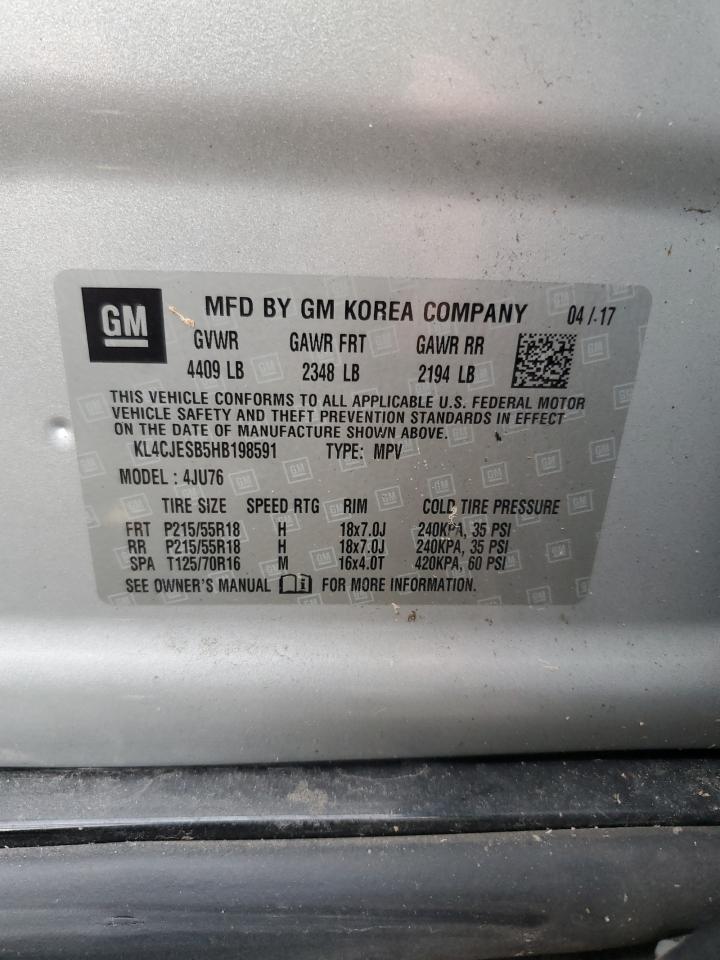 GM MFD BY GM KOREA COMPANY 04/17
GVWR GAWR FRT GAWR RR
4409 LB 2348 LB 2194 LB
THIS VEHICLE CONFORMS TO ALL APPLICABLE U.S. FEDERAL MOTOR
VEHICLE SAFETY AND THEFT PREVENTION STANDARDS IN EFFECT
ON THE DATE OF MANUFACTURE SHOWN ABOVE.
KL4CJESB5HB198591 TYPE: MPV
MODEL : 4JU76
TIRE SIZE SPEED RTG RIM COLD TIRE PRESSURE
FRT P215/55R18 H 18x7.0J 240KPA, 35 PSI
RR P215/55R18 H 18x7.0J 240KPA, 35 PSI
SPA T125/70R16 M 16x4.0T 420KPA, 60 PSI
SEE OWNER'S MANUAL i FOR MORE INFORMATION.